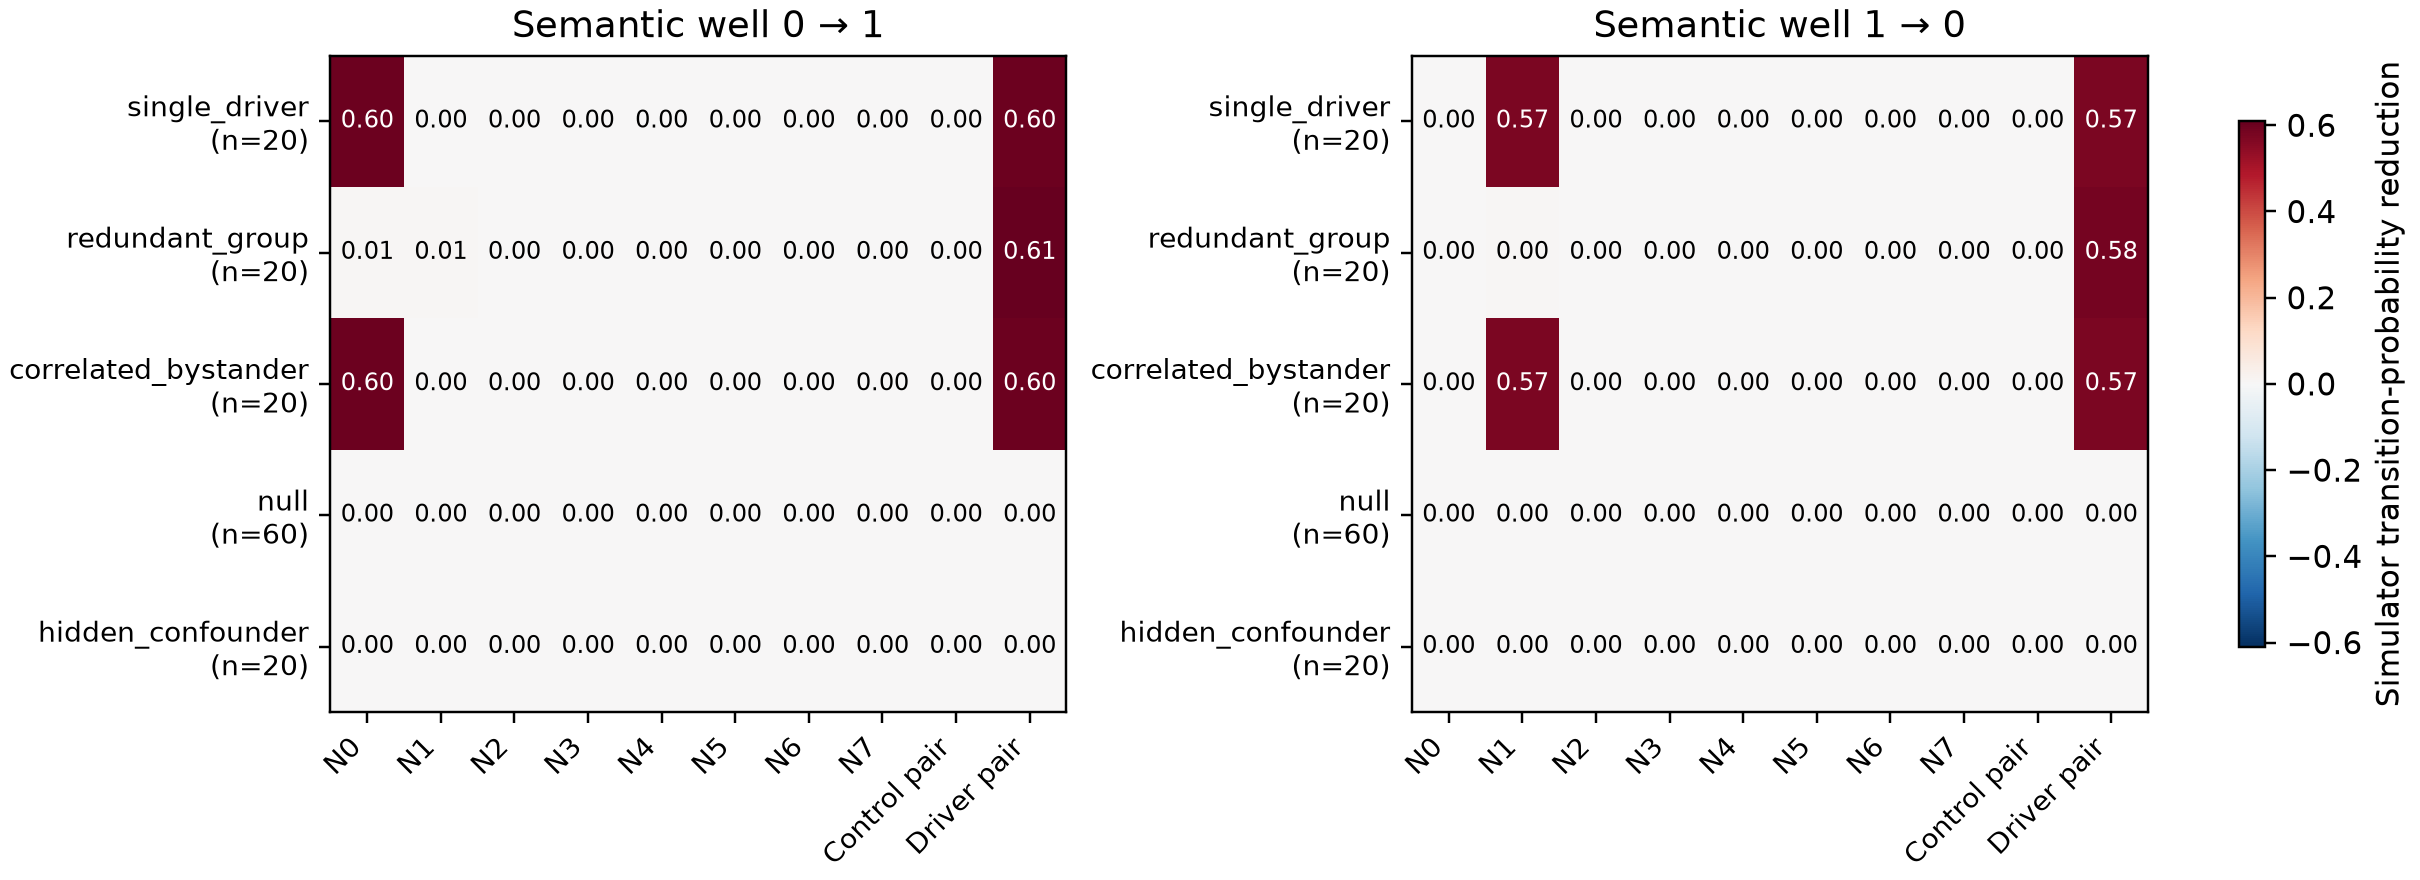 Semantic well 0 → 1
single_driver
(n=20)
0.60 0.00 0.00 0.00 0.00 0.00 0.00 0.00 0.00 0.60
redundant_group
(n=20)
0.01 0.01 0.00 0.00 0.00 0.00 0.00 0.00 0.00 0.61
correlated_bystander
(n=20)
0.60 0.00 0.00 0.00 0.00 0.00 0.00 0.00 0.00 0.60
null
(n=60)
0.00 0.00 0.00 0.00 0.00 0.00 0.00 0.00 0.00 0.00
hidden_confounder
(n=20)
0.00 0.00 0.00 0.00 0.00 0.00 0.00 0.00 0.00 0.00
N0 N1 N2 N3 N4 N5 N6 N7 Control pair Driver pair
Semantic well 1 → 0
single_driver
(n=20)
0.00 0.57 0.00 0.00 0.00 0.00 0.00 0.00 0.00 0.57
redundant_group
(n=20)
0.00 0.00 0.00 0.00 0.00 0.00 0.00 0.00 0.00 0.58
correlated_bystander
(n=20)
0.00 0.57 0.00 0.00 0.00 0.00 0.00 0.00 0.00 0.57
null
(n=60)
0.00 0.00 0.00 0.00 0.00 0.00 0.00 0.00 0.00 0.00
hidden_confounder
(n=20)
0.00 0.00 0.00 0.00 0.00 0.00 0.00 0.00 0.00 0.00
N0 N1 N2 N3 N4 N5 N6 N7 Control pair Driver pair
0.6
0.4
0.2
0.0
−0.2
−0.4
−0.6
Simulator transition-probability reduction